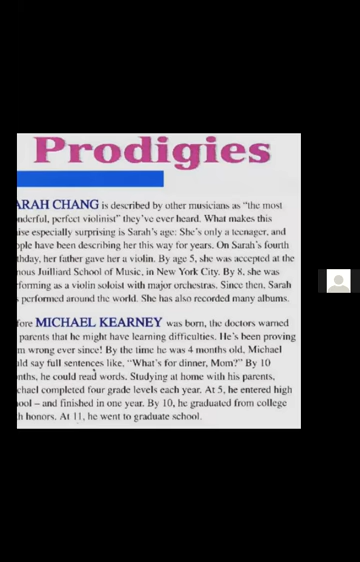 Prodigies
ARAH CHANG is described by other musicians as "the most
nderful, perfect violinist" they've ever heard. What makes this
ise especially surprising is Sarah's age: She's only a teenager, and
ople have been describing her this way for years. On Sarah's fourth
thday, her father gave her a violin. By age 5, she was accepted at the
nous Juilliard School of Music, in New York City. By 8, she was
forming as a violin soloist with major orchestras. Since then, Sarah
performed around the world. She has also recorded many albums.
fore MICHAEL KEARNEY was born, the doctors warned
parents that he might have learning difficulties. He's been proving
m wrong ever since! By the time he was 4 months old, Michael
ld say full sentences like, "What's for dinner, Mom?" By 10
nths, he could read words. Studying at home with his parents,
chael completed four grade levels each year. At 5, he entered high
ool – and finished in one year. By 10, he graduated from college
h honors. At 11, he went to graduate school.